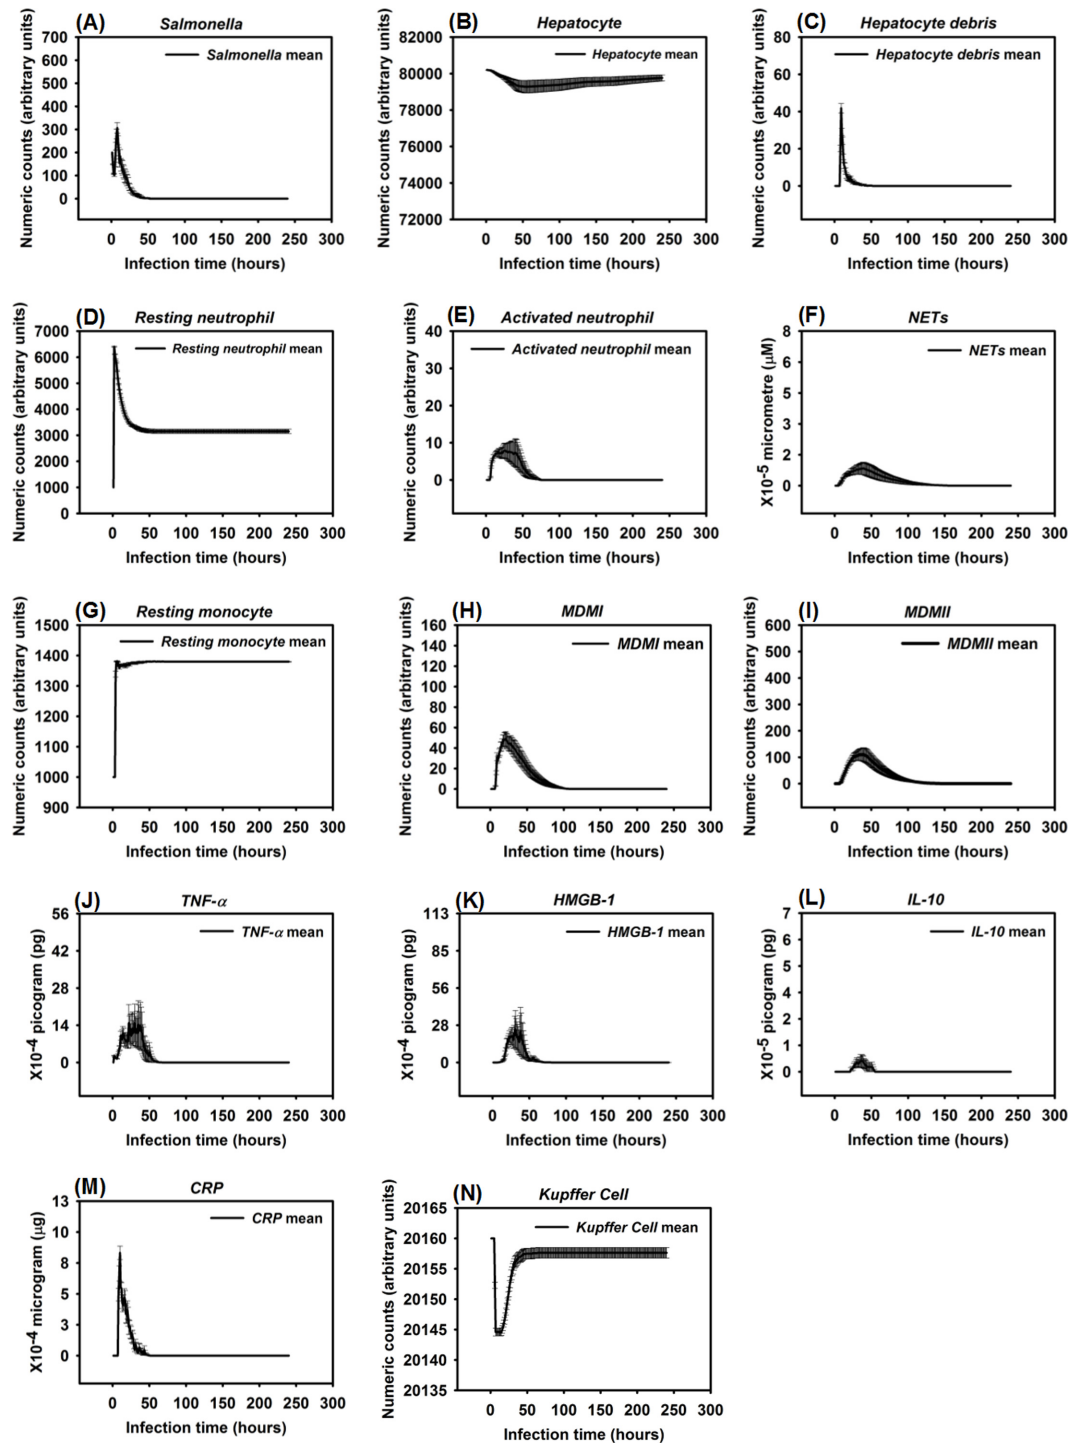 (A) Salmonella
Numeric counts (arbitrary units)
700
600
500
400
300
200
100
0
Salmonella mean
0 50 100 150 200 250 300
Infection time (hours)
(B) Hepatocyte
Numeric counts (arbitrary units)
82000
80000
78000
76000
74000
72000
Hepatocyte mean
0 50 100 150 200 250 300
Infection time (hours)
(C) Hepatocyte debris
Numeric counts (arbitrary units)
80
60
40
20
0
Hepatocyte debris mean
0 50 100 150 200 250 300
Infection time (hours)
(D) Resting neutrophil
Numeric counts (arbitrary units)
7000
6000
5000
4000
3000
2000
1000
0
Resting neutrophil mean
0 50 100 150 200 250 300
Infection time (hours)
(E) Activated neutrophil
Numeric counts (arbitrary units)
40
30
20
10
0
Activated neutrophil mean
0 50 100 150 200 250 300
Infection time (hours)
(F) NETs
X10-5 micrometre (μM)
8
6
5
3
2
0
NETs mean
0 50 100 150 200 250 300
Infection time (hours)
(G) Resting monocyte
Numeric counts (arbitrary units)
1500
1400
1300
1200
1100
1000
900
Resting monocyte mean
0 50 100 150 200 250 300
Infection time (hours)
(H) MDMI
Numeric counts (arbitrary units)
160
140
120
100
80
60
40
20
0
MDMI mean
0 50 100 150 200 250 300
Infection time (hours)
(I) MDMII
Numeric counts (arbitrary units)
600
500
400
300
200
100
0
MDMII mean
0 50 100 150 200 250 300
Infection time (hours)
(J) TNF-α
X10-4 picogram (pg)
56
42
28
14
0
TNF-α mean
0 50 100 150 200 250 300
Infection time (hours)
(K) HMGB-1
X10-4 picogram (pg)
113
85
56
28
0
HMGB-1 mean
0 50 100 150 200 250 300
Infection time (hours)
(L) IL-10
X10-5 picogram (pg)
7
6
5
4
2
1
0
IL-10 mean
0 50 100 150 200 250 300
Infection time (hours)
(M) CRP
X10-4 microgram (μg)
13
10
8
5
3
0
CRP mean
0 50 100 150 200 250 300
Infection time (hours)
(N) Kupffer Cell
Numeric counts (arbitrary units)
20165
20160
20155
20150
20145
20140
20135
Kupffer Cell mean
0 50 100 150 200 250 300
Infection time (hours)